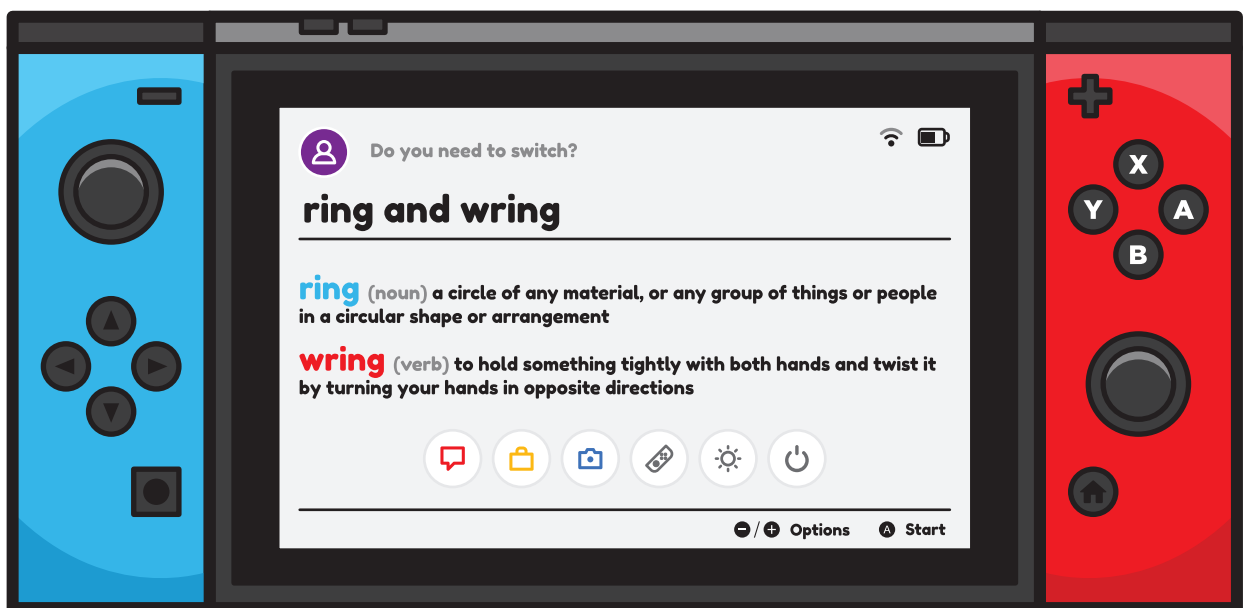 Do you need to switch?
ring and wring
ring (noun) a circle of any material, or any group of things or people
in a circular shape or arrangement
wring (verb) to hold something tightly with both hands and twist it
by turning your hands in opposite directions
−/+ Options A Start
X
Y A
B